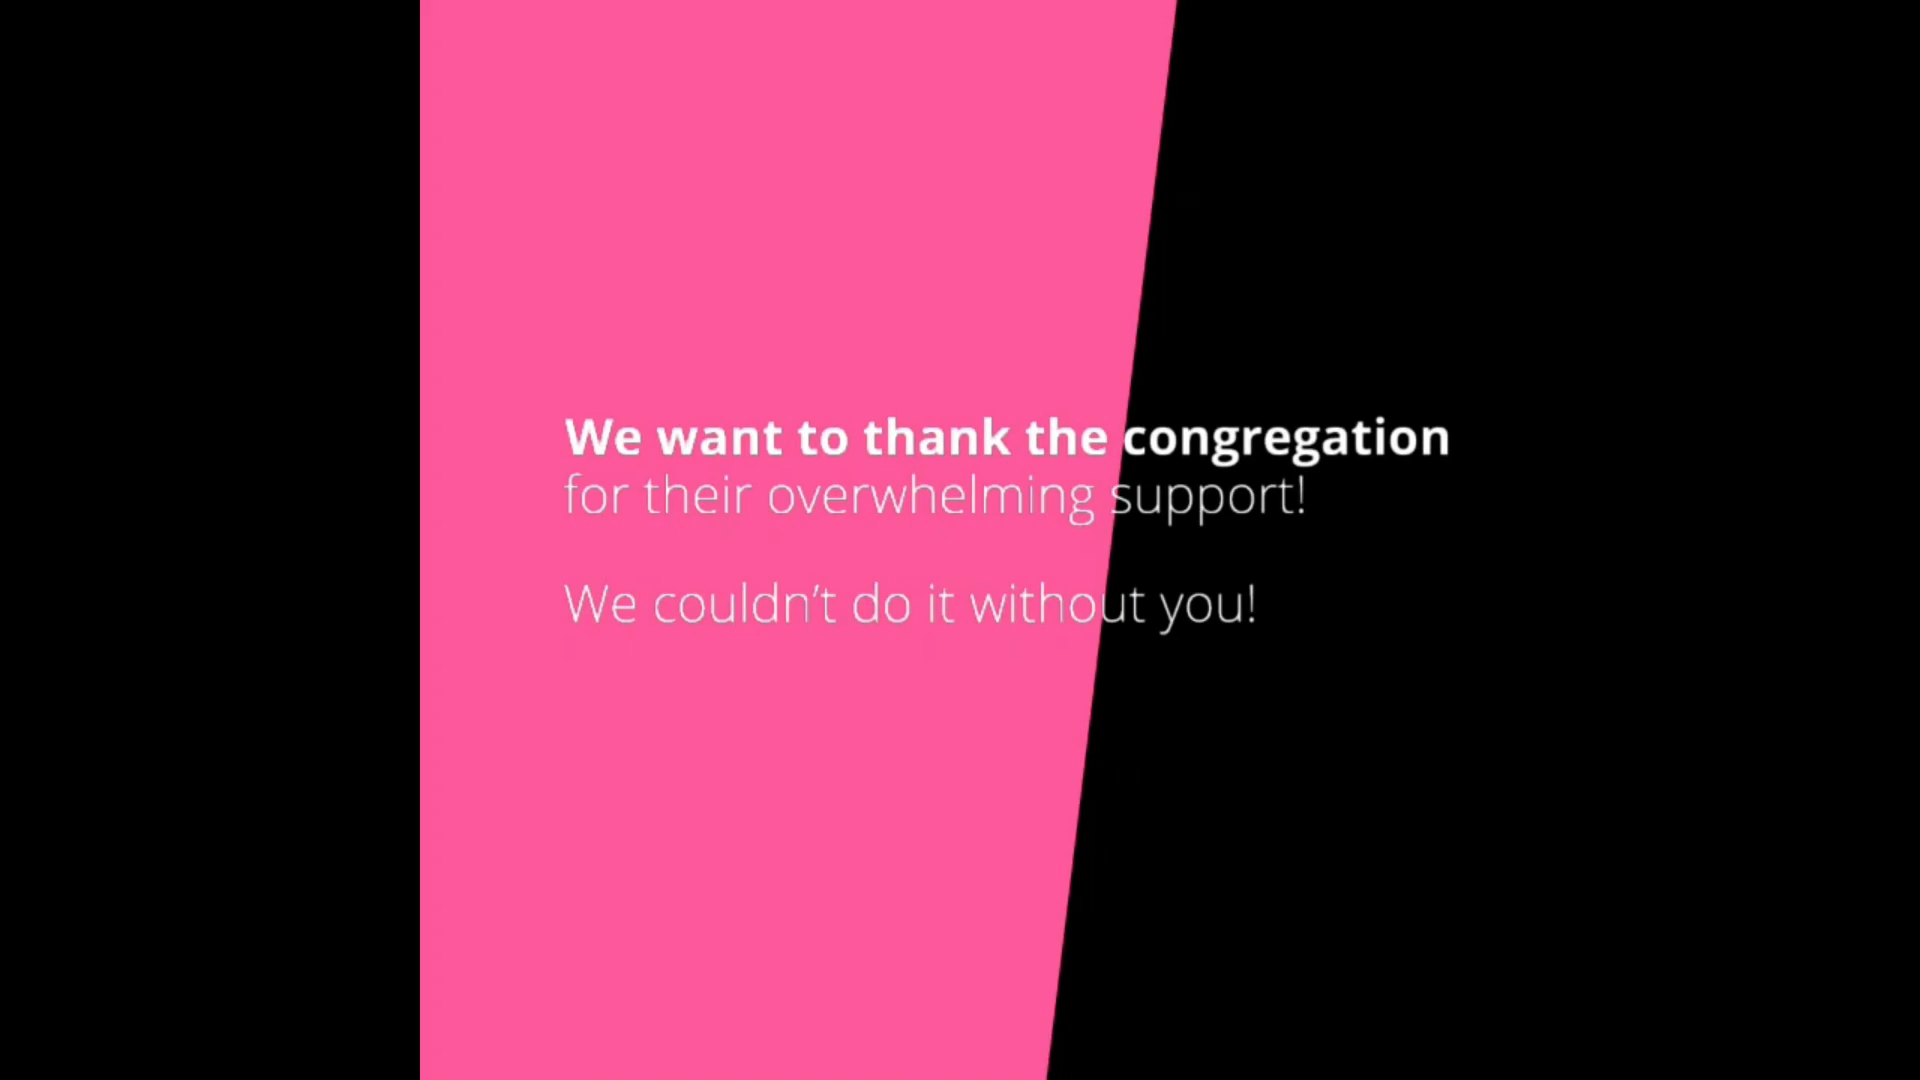 We want to thank the congregation
for their overwhelming support!
We couldn’t do it without you!